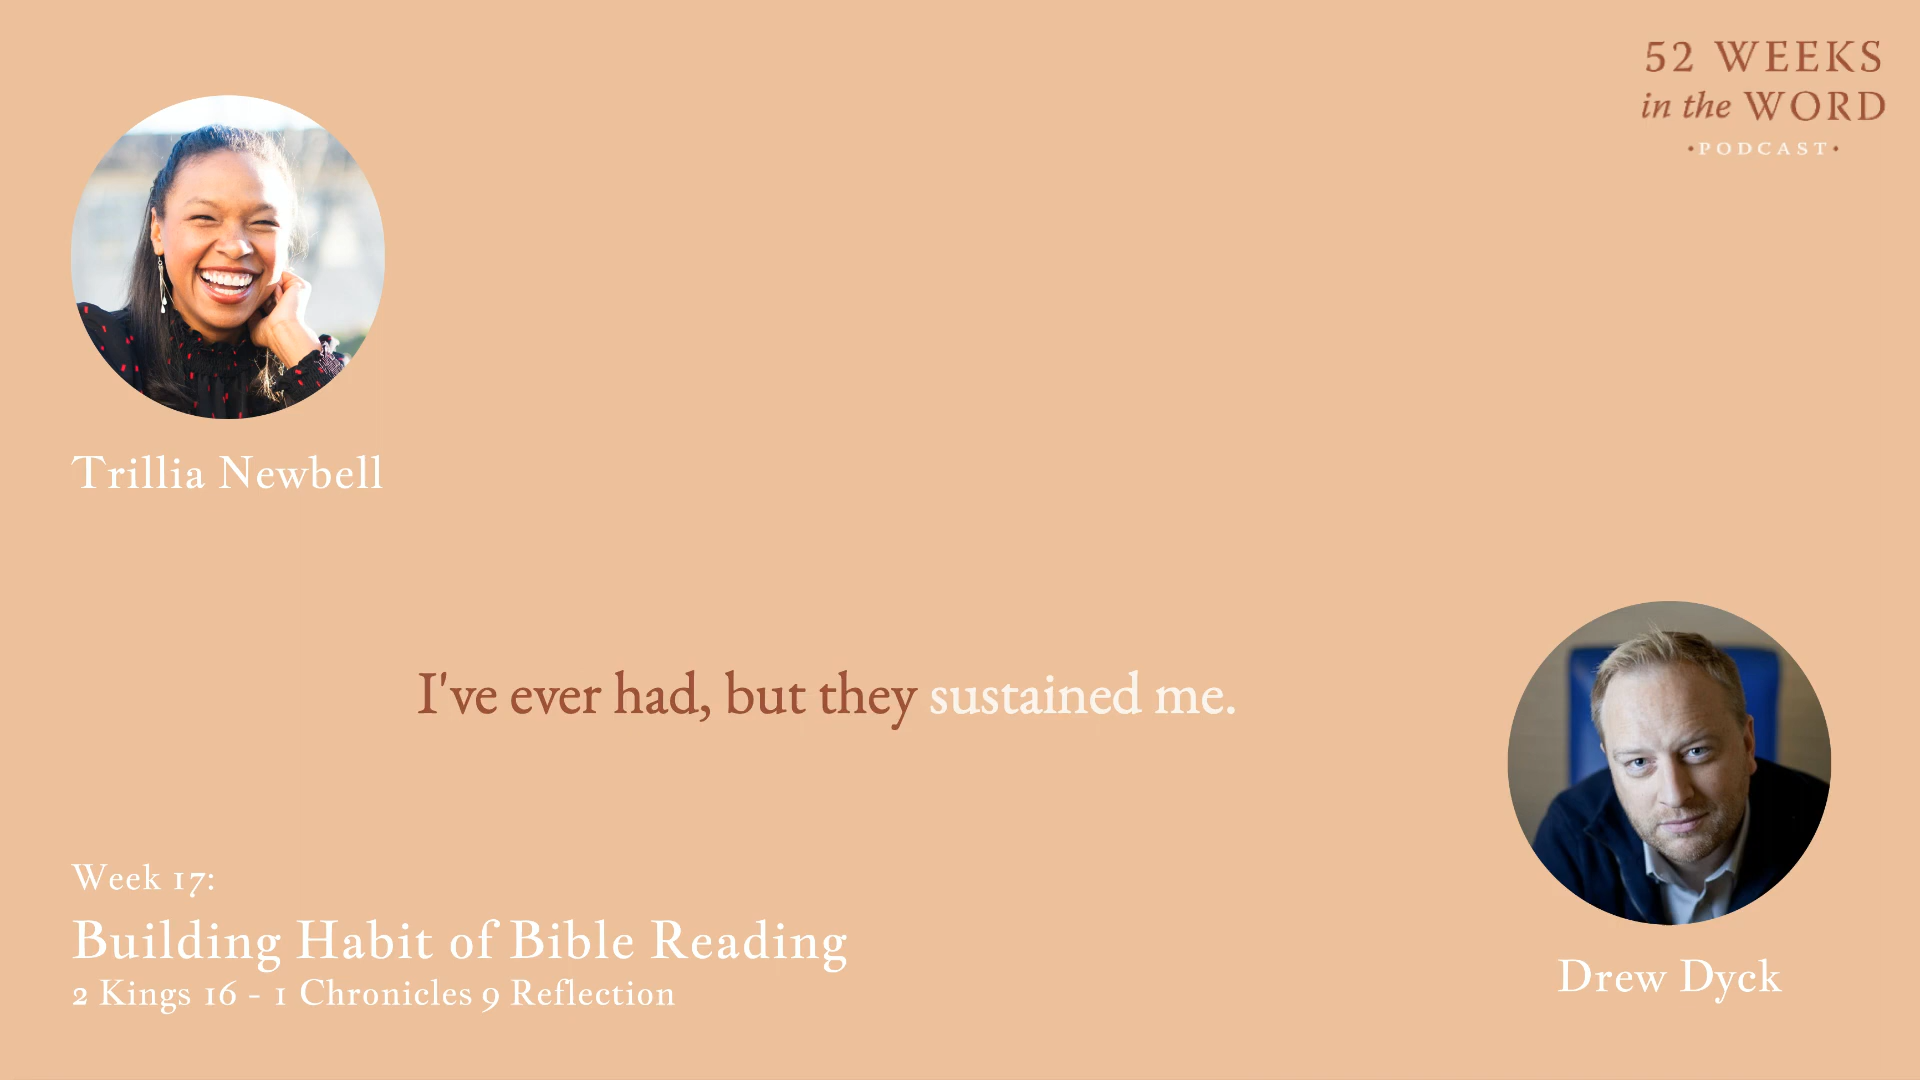 52 WEEKS
in the WORD
•PODCAST•
Trillia Newbell
I've ever had, but they sustained me.
Week 17:
Building Habit of Bible Reading
2 Kings 16 - 1 Chronicles 9 Reflection
Drew Dyck